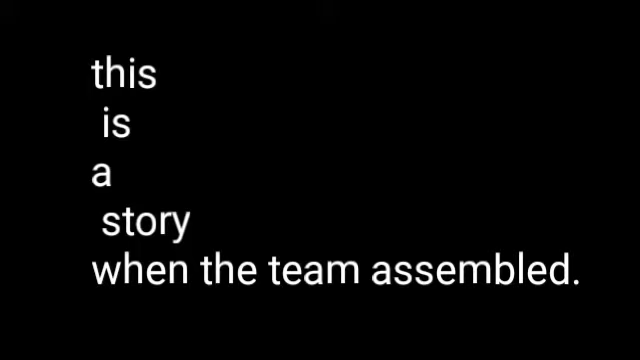 this
is
a
story
when the team assembled.